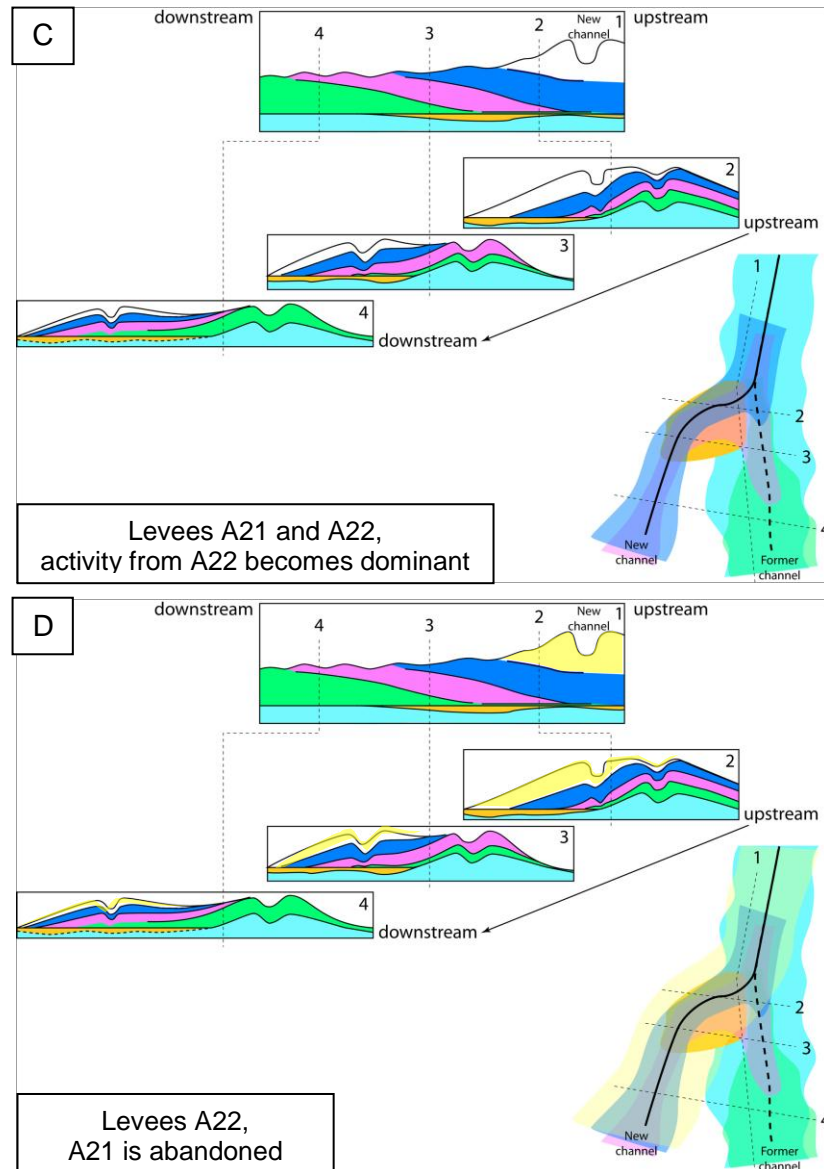 C
downstream
4
3
2
New
channel
1
upstream
2
upstream
3
4
downstream
1
2
3
4
New
channel
Former
channel
Levees A21 and A22,
activity from A22 becomes dominant
D
downstream
4
3
2
New
channel
1
upstream
2
upstream
3
4
downstream
1
2
3
4
New
channel
Former
channel
Levees A22,
A21 is abandoned